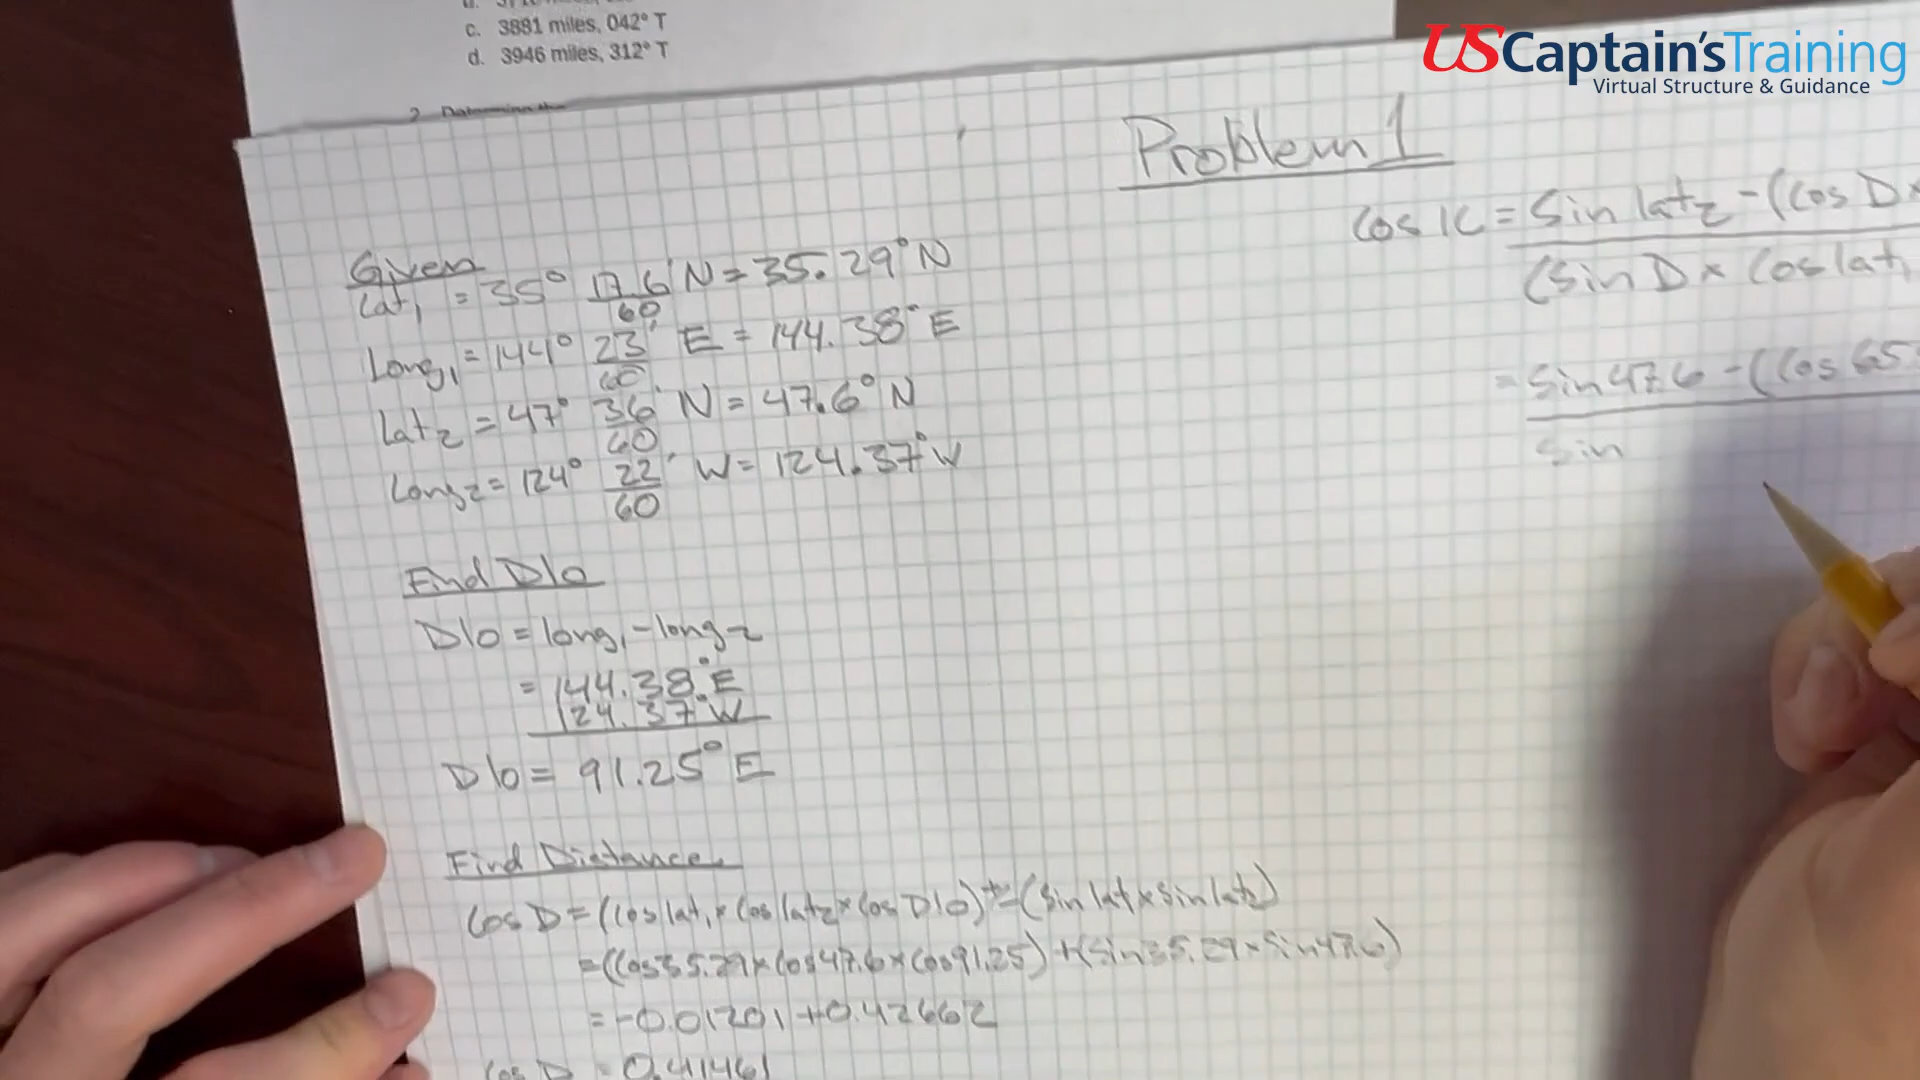 c. 3881 miles, 042° T
d. 3946 miles, 312° T
USCaptain'sTraining
Virtual Structure & Guidance
2. Determine the
Problem 1
Given
Lat₁ = 35° 17.6'/60 N = 35.29° N
Long₁ = 144° 23'/60 E = 144.38° E
Lat₂ = 47° 36'/60 N = 47.6° N
Long₂ = 124° 22'/60 W = 124.37° W
Find Dlo
Dlo = long₁ - long₂
= 144.38° E
124.37° W
Dlo = 91.25° E
Find Distance
Cos D = (Cos lat₁ × Cos lat₂ × Cos Dlo) +- (Sin lat₁ × Sin lat₂)
= (Cos 35.29 × Cos 47.6 × Cos 91.25) + (Sin 35.29 × Sin 47.6)
= -0.01201 + 0.42662
Cos D = 0.41461
Cos IC = Sin lat₂ - (Cos D ×
(Sin D × Cos lat₁
= Sin 47.6 - (Cos 65.
Sin